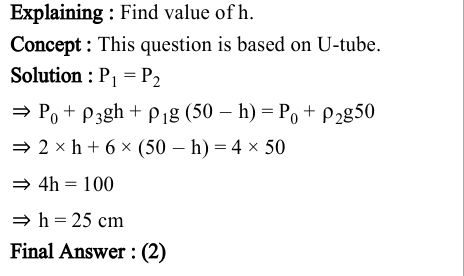 Explaining : Find value of h.
Concept : This question is based on U-tube.
Solution : P₁ = P₂
⇒ P₀ + ρ₃gh + ρ₁g (50 – h) = P₀ + ρ₂g50
⇒ 2 × h + 6 × (50 – h) = 4 × 50
⇒ 4h = 100
⇒ h = 25 cm
Final Answer : (2)